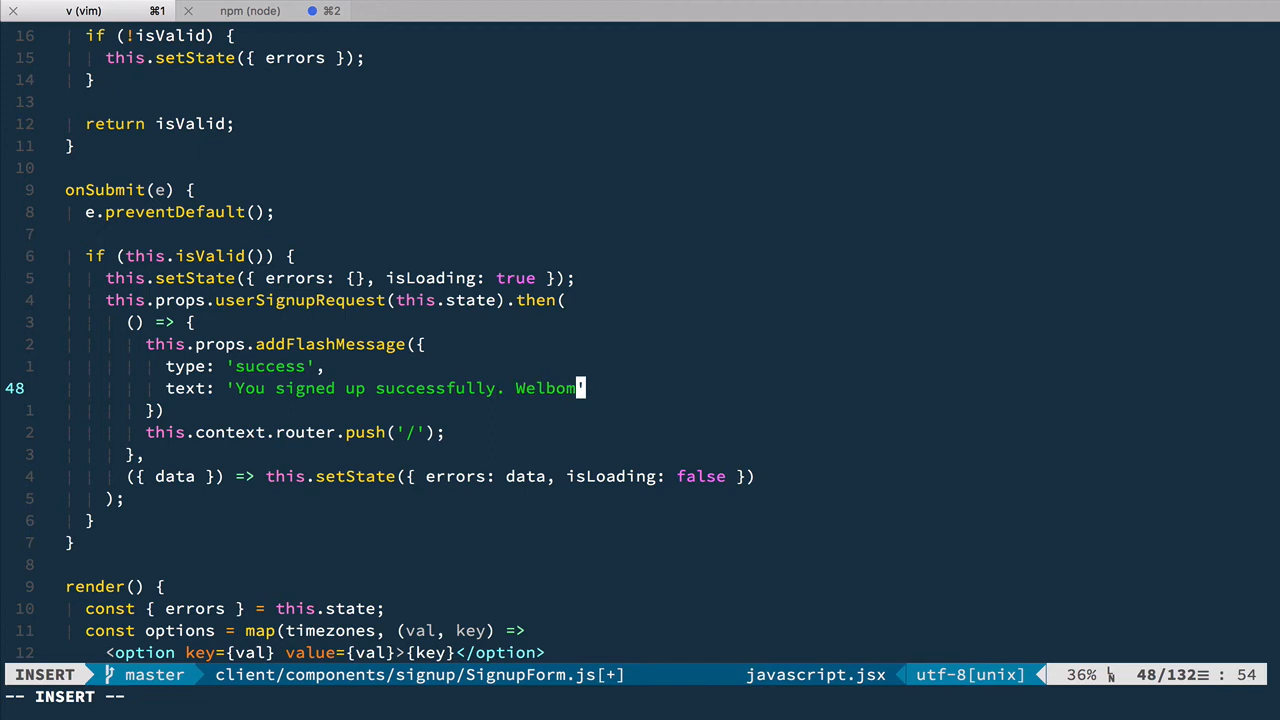 v (vim) ⌘1 npm (node) ⌘2
16 if (!isValid) {
15 this.setState({ errors });
14 }
13
12 return isValid;
11 }
10
9 onSubmit(e) {
8 e.preventDefault();
7
6 if (this.isValid()) {
5 this.setState({ errors: {}, isLoading: true });
4 this.props.userSignupRequest(this.state).then(
3 () => {
2 this.props.addFlashMessage({
1 type: 'success',
48 text: 'You signed up successfully. Welbom'
1 })
2 this.context.router.push('/');
3 },
4 ({ data }) => this.setState({ errors: data, isLoading: false })
5 );
6 }
7 }
8
9 render() {
10 const { errors } = this.state;
11 const options = map(timezones, (val, key) =>
12 <option key={val} value={val}>{key}</option>
INSERT master client/components/signup/SignupForm.js[+] javascript.jsx utf-8[unix] 36% 48/132≡ : 54
-- INSERT --